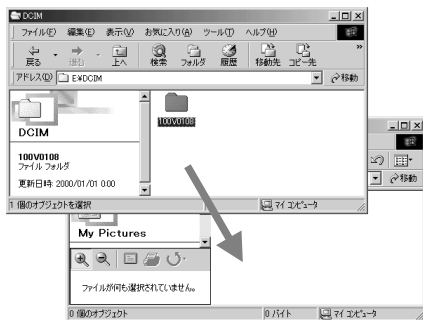 DCIM
ファイル(F) 編集(E) 表示(V) お気に入り(A) ツール(T) ヘルプ(H)
戻る 進む 上へ 検索 フォルダ 履歴 移動先 コピー先 »
アドレス(D) E:¥DCIM 移動
DCIM
100V0108
ファイル フォルダ
更新日時: 2000/01/01 0:00
100V0108
1 個のオブジェクトを選択 マイ コンピュータ
移動
My Pictures
ファイルが何も選択されていません。
0 個のオブジェクト 0 バイト マイ コンピュータ